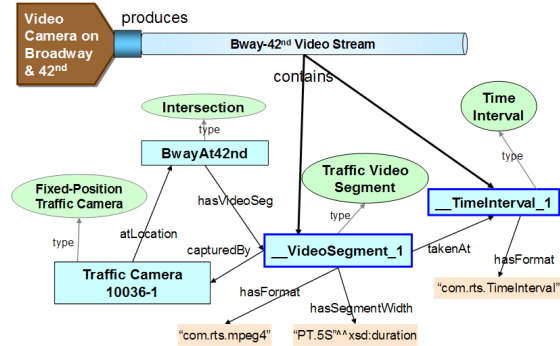 Video
Camera on
Broadway
& 42nd
produces
Bway-42nd Video Stream
contains
Intersection
type
BwayAt42nd
Time
Interval
type
Traffic Video
Segment
type
Fixed-Position
Traffic Camera
type
hasVideoSeg
atLocation
capturedBy
__TimeInterval_1
__VideoSegment_1
takenAt
Traffic Camera
10036-1
hasFormat
hasFormat
hasSegmentWidth
"com.rts.TimeInterval"
"com.rts.mpeg4"
"PT.5S"^^xsd:duration